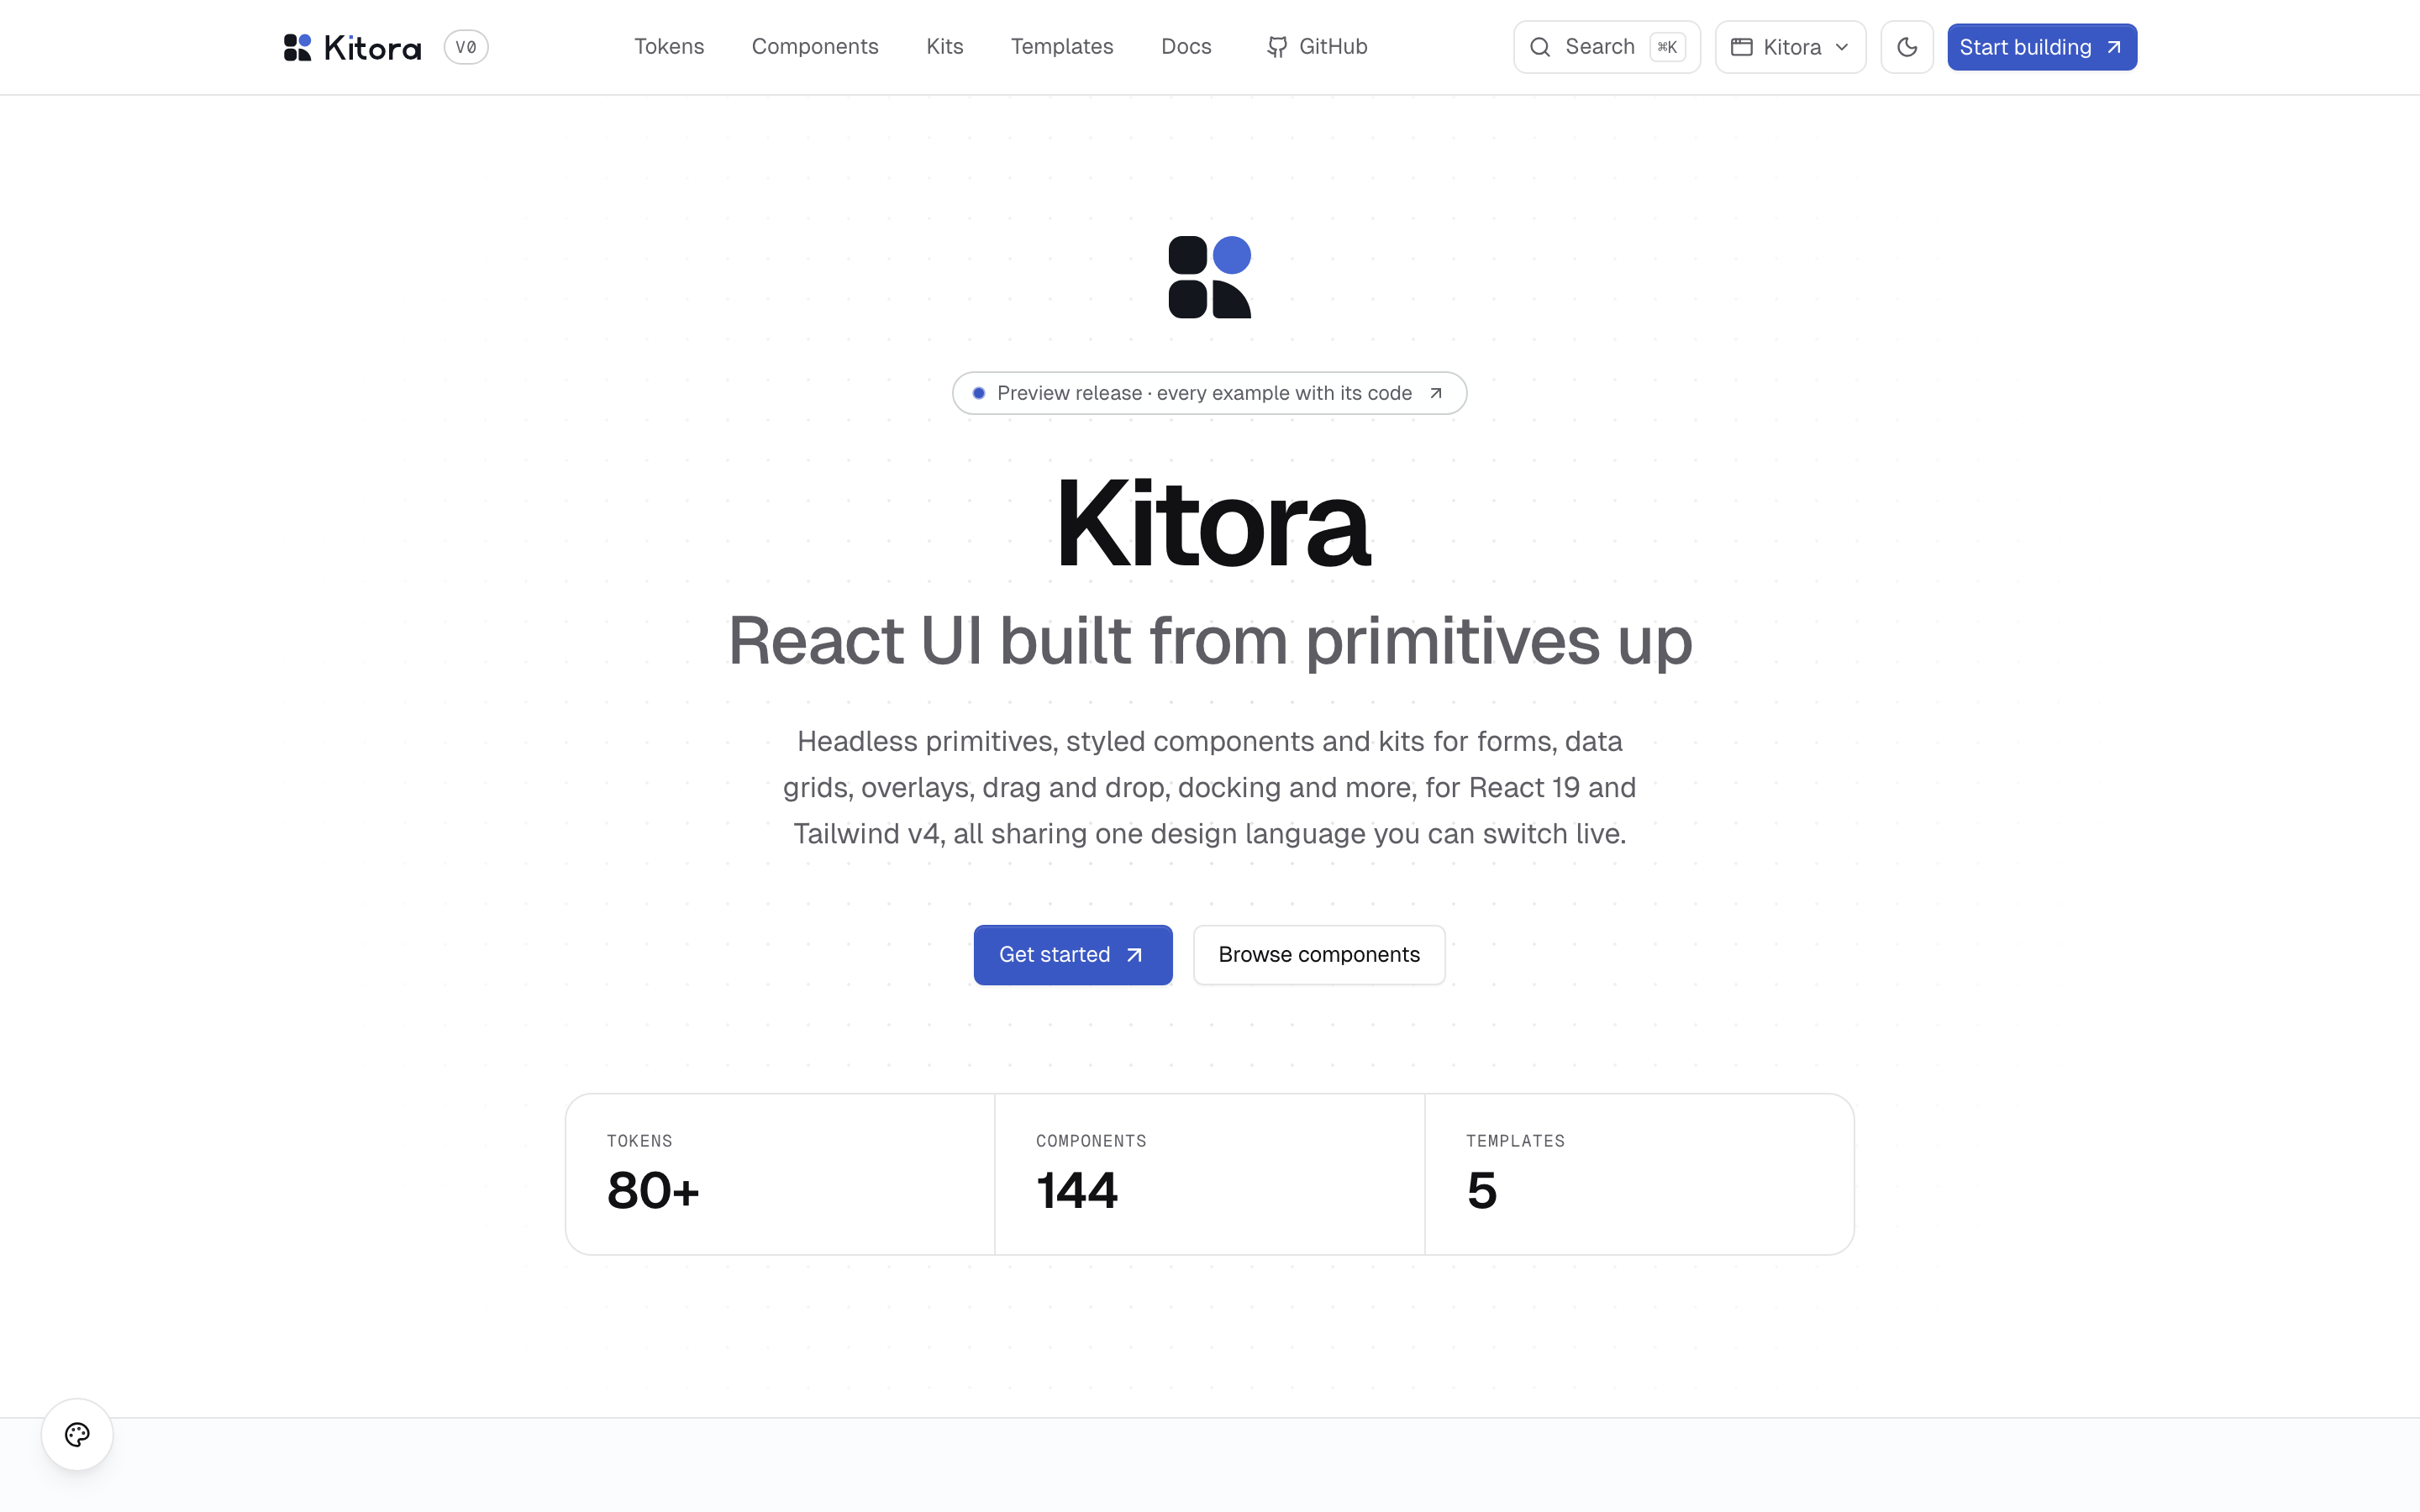 Kitora
V0
Tokens
Components
Kits
Templates
Docs
GitHub
Search
⌘K
Kitora
Start building
Preview release · every example with its code
Kitora
React UI built from primitives up
Headless primitives, styled components and kits for forms, data
grids, overlays, drag and drop, docking and more, for React 19 and
Tailwind v4, all sharing one design language you can switch live.
Get started
Browse components
TOKENS
80+
COMPONENTS
144
TEMPLATES
5